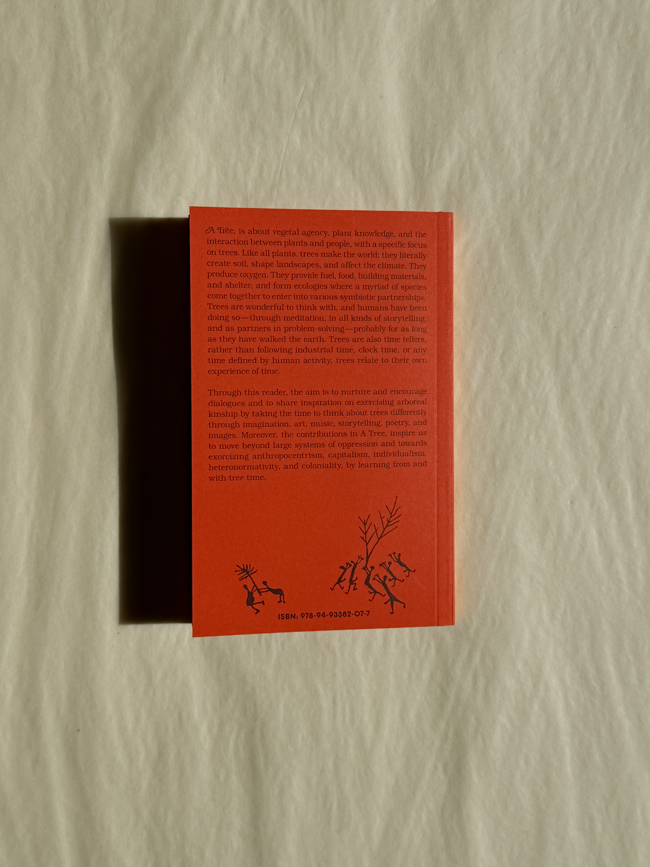 A Tree, is about vegetal agency, plant knowledge, and the
interaction between plants and people, with a specific focus
on trees. Like all plants, trees make the world; they literally
create soil, shape landscapes, and affect the climate. They
produce oxygen. They provide fuel, food, building materials,
and shelter, and form ecologies where a myriad of species
come together to enter into various symbiotic partnerships.
Trees are wonderful to think with, and humans have been
doing so—through meditation, in all kinds of storytelling,
and as partners in problem-solving—probably for as long
as they have walked the earth. Trees are also time tellers,
rather than following industrial time, clock time, or any
time defined by human activity, trees relate to their own
experience of time.
Through this reader, the aim is to nurture and encourage
dialogues and to share inspiration on exercising arboreal
kinship by taking the time to think about trees differently
through imagination, art, music, storytelling, poetry, and
images. Moreover, the contributions in A Tree, inspire us
to move beyond large systems of oppression and towards
exorcizing anthropocentrism, capitalism, individualism,
heteronormativity, and coloniality, by learning from and
with tree time.
ISBN: 978-94-93382-07-7